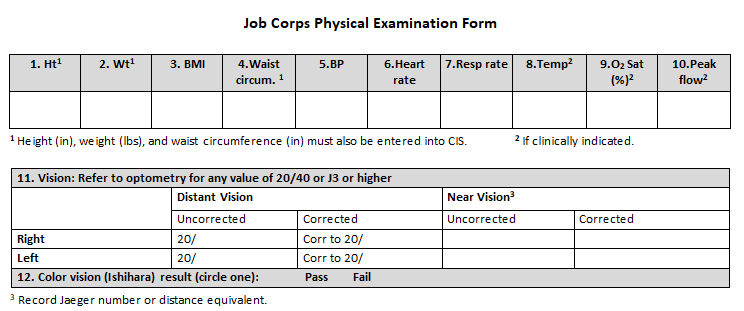 Job Corps Physical Examination Form
1. Ht¹ 2. Wt¹ 3. BMI 4.Waist circum. ¹ 5.BP 6.Heart rate 7.Resp rate 8.Temp² 9.O₂ Sat (%)² 10.Peak flow²
¹ Height (in), weight (lbs), and waist circumference (in) must also be entered into CIS. ² If clinically indicated.
11. Vision: Refer to optometry for any value of 20/40 or J3 or higher
Distant Vision Near Vision³
Uncorrected Corrected Uncorrected Corrected
Right 20/ Corr to 20/
Left 20/ Corr to 20/
12. Color vision (Ishihara) result (circle one): Pass Fail
³ Record Jaeger number or distance equivalent.